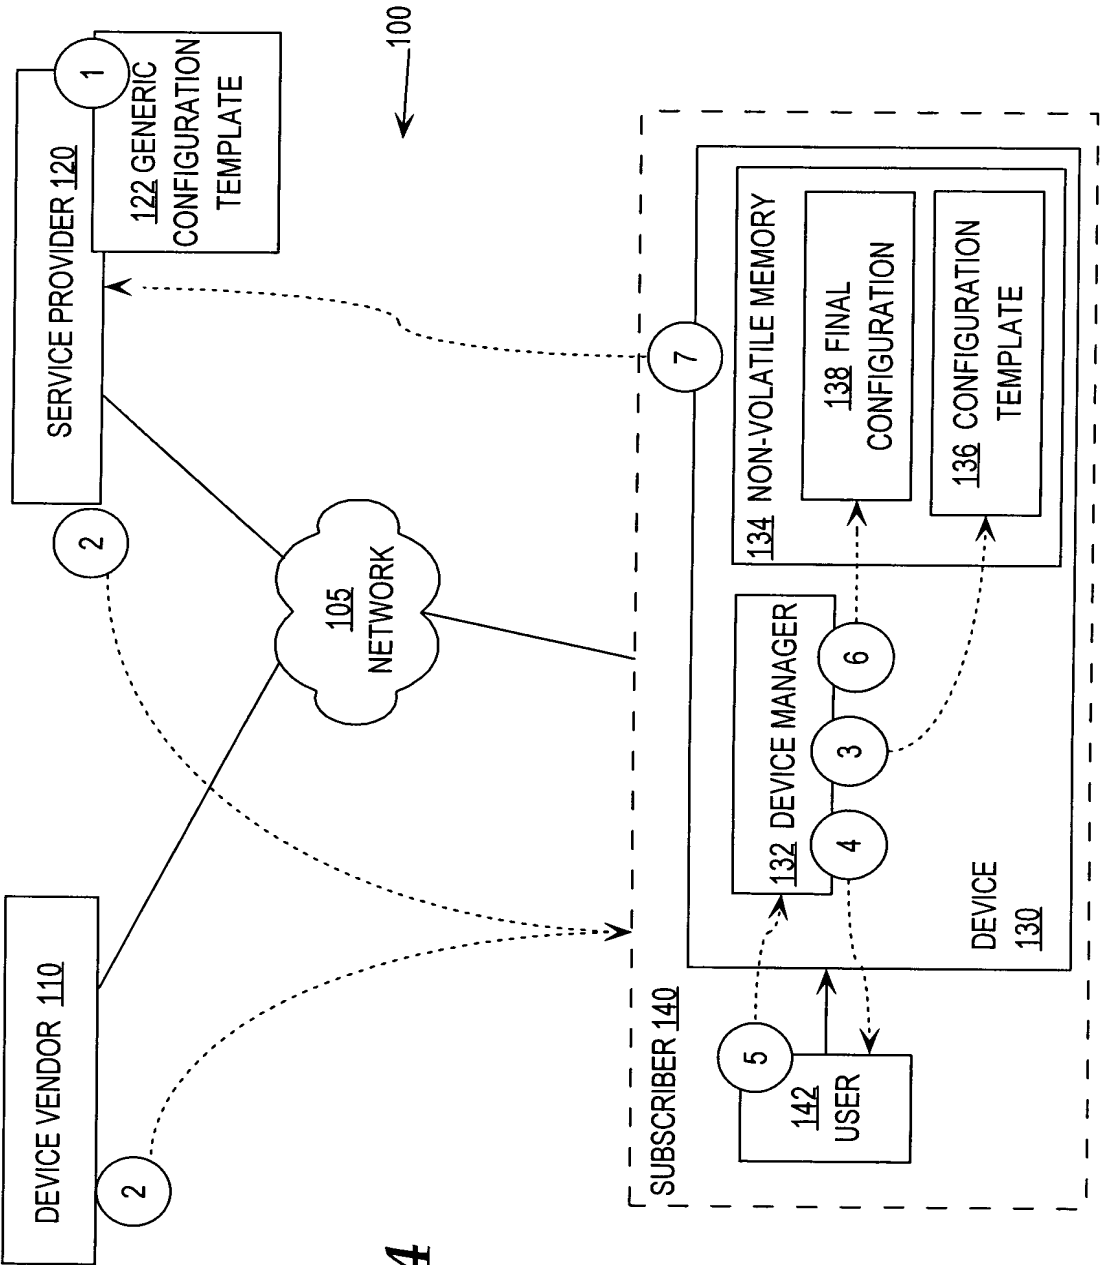 DEVICE VENDOR 110
2
SERVICE PROVIDER 120
1
122 GENERIC
CONFIGURATION
TEMPLATE
2
105
NETWORK
100
SUBSCRIBER 140
5
142
USER
7
132 DEVICE MANAGER
4
3
6
DEVICE
130
134 NON-VOLATILE MEMORY
138 FINAL
CONFIGURATION
136 CONFIGURATION
TEMPLATE
4